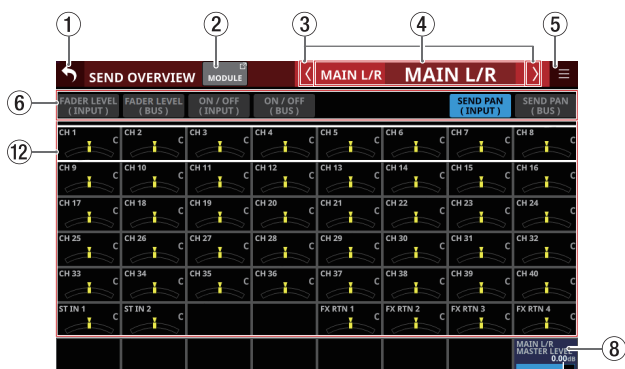 ① ② ③ ④ ⑤
SEND OVERVIEW MODULE MAIN L/R MAIN L/R
⑥
FADER LEVEL (INPUT)
FADER LEVEL (BUS)
ON / OFF (INPUT)
ON / OFF (BUS)
SEND PAN (INPUT)
SEND PAN (BUS)
⑫
CH 1 C CH 2 C CH 3 C CH 4 C CH 5 C CH 6 C CH 7 C CH 8 C
CH 9 C CH 10 C CH 11 C CH 12 C CH 13 C CH 14 C CH 15 C CH 16 C
CH 17 C CH 18 C CH 19 C CH 20 C CH 21 C CH 22 C CH 23 C CH 24 C
CH 25 C CH 26 C CH 27 C CH 28 C CH 29 C CH 30 C CH 31 C CH 32 C
CH 33 C CH 34 C CH 35 C CH 36 C CH 37 C CH 38 C CH 39 C CH 40 C
ST IN 1 C ST IN 2 C FX RTN 1 C FX RTN 2 C FX RTN 3 C FX RTN 4 C
MAIN L/R
MASTER LEVEL
0.00dB
⑧